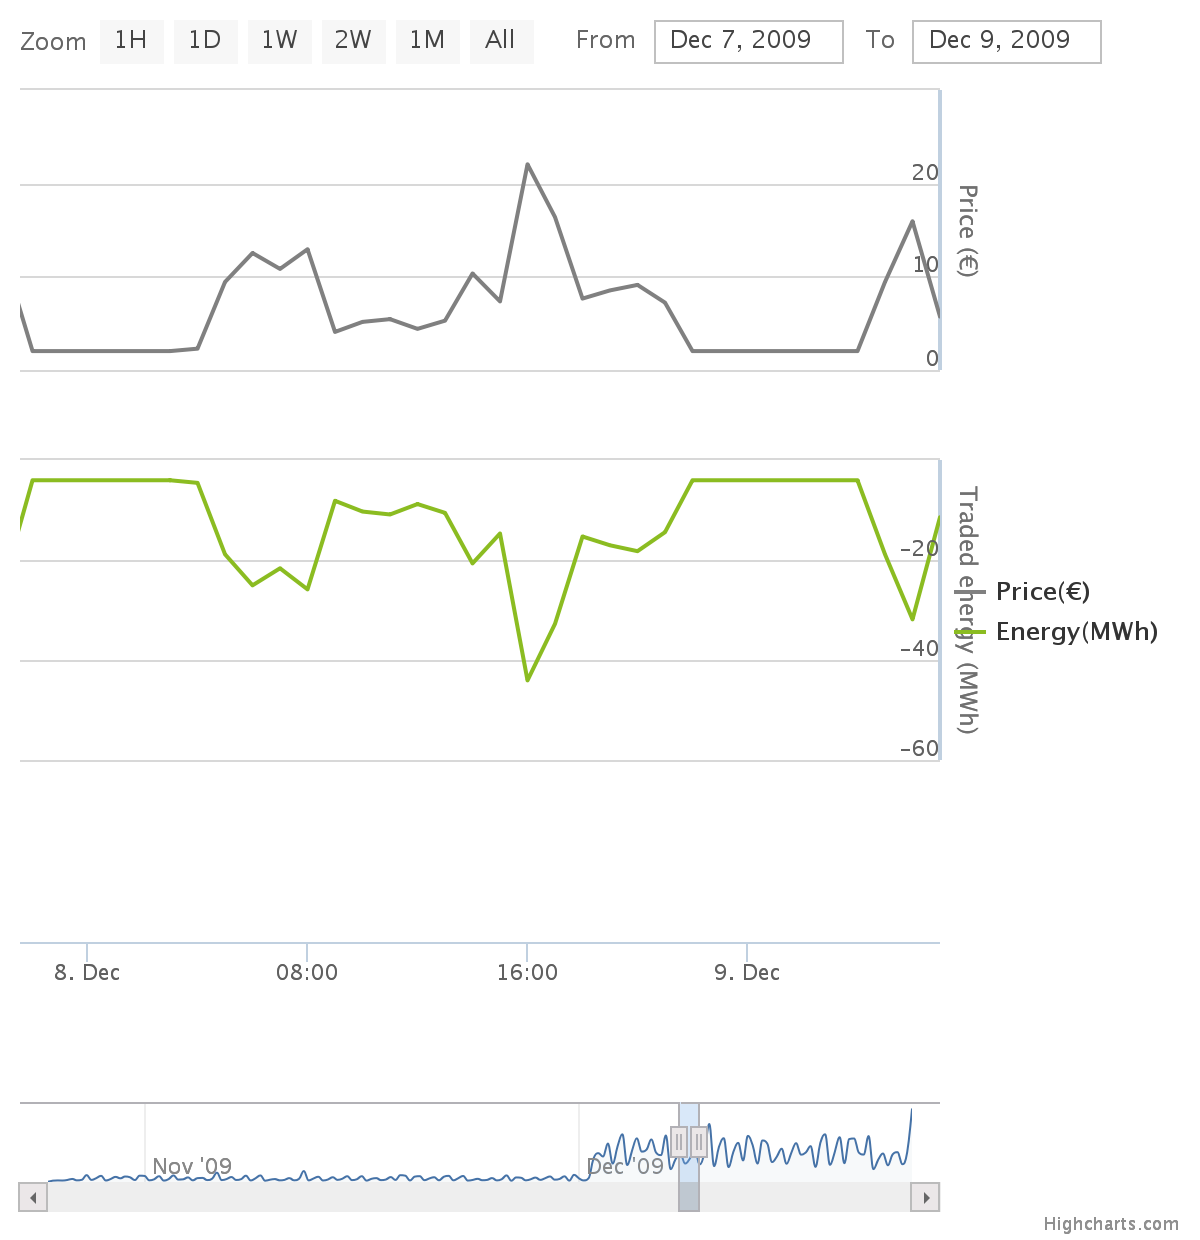 Zoom 1H 1D 1W 2W 1M All From Dec 7, 2009 To Dec 9, 2009
20
10
0
Price (€)
−20
−40
−60
Traded energy (MWh)
Price(€)
Energy(MWh)
8. Dec 08:00 16:00 9. Dec
Nov '09 Dec '09
Highcharts.com